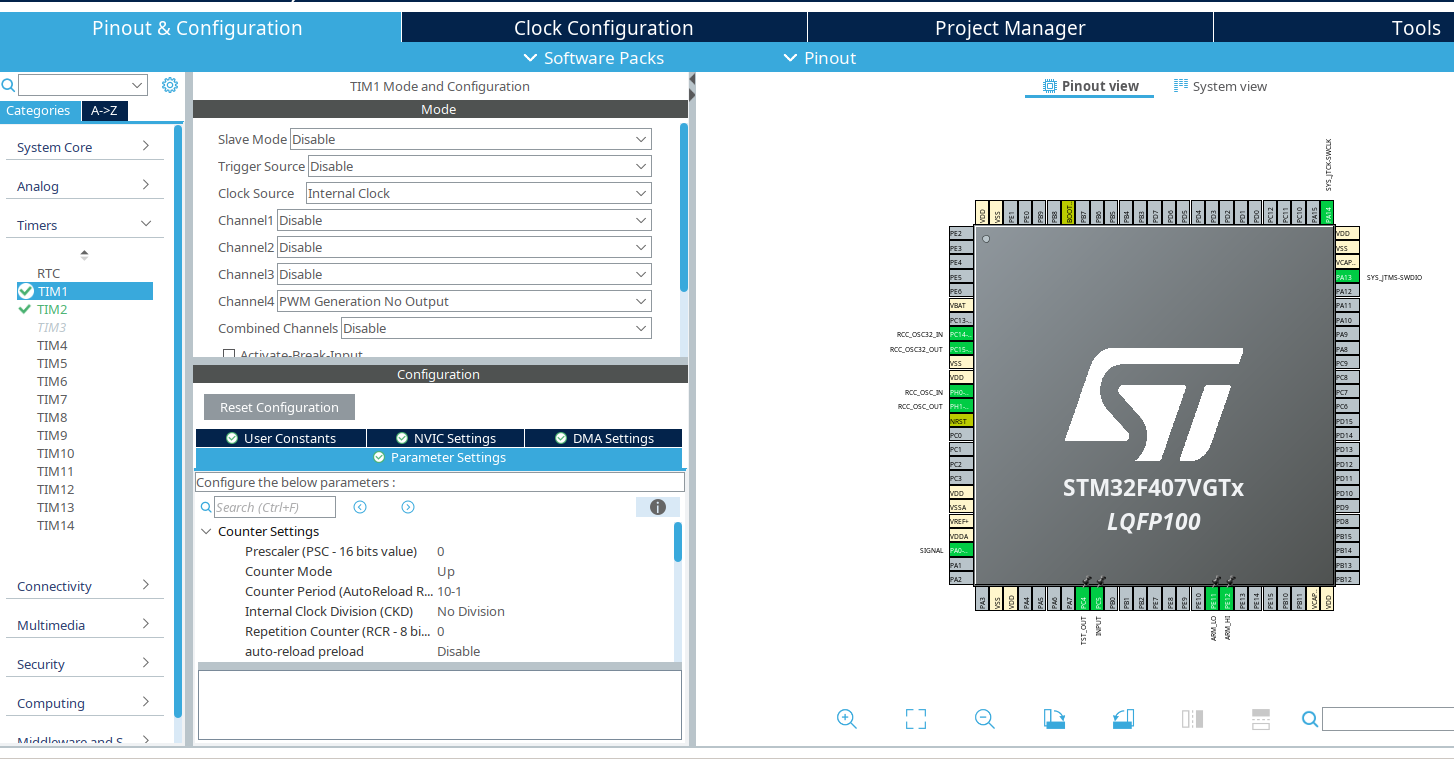 Pinout & Configuration
Clock Configuration
Project Manager
Tools
Software Packs
Pinout
Categories
A->Z
System Core
Analog
Timers
RTC
TIM1
TIM2
TIM3
TIM4
TIM5
TIM6
TIM7
TIM8
TIM9
TIM10
TIM11
TIM12
TIM13
TIM14
Connectivity
Multimedia
Security
Computing
Middleware and S...
TIM1 Mode and Configuration
Mode
Slave Mode Disable
Trigger Source Disable
Clock Source Internal Clock
Channel1 Disable
Channel2 Disable
Channel3 Disable
Channel4 PWM Generation No Output
Combined Channels Disable
Activate-Break-Input
Configuration
Reset Configuration
User Constants
NVIC Settings
DMA Settings
Parameter Settings
Configure the below parameters :
Search (Ctrl+F)
Counter Settings
Prescaler (PSC - 16 bits value) 0
Counter Mode Up
Counter Period (AutoReload R... 10-1
Internal Clock Division (CKD) No Division
Repetition Counter (RCR - 8 bi... 0
auto-reload preload Disable
Pinout view
System view
SYS_JTCK-SWCLK
VDD
VSS
PE1
PE0
PB9
PB8
BOOT
PB7
PB6
PB5
PB4
PB3
PD7
PD6
PD5
PD4
PD3
PD2
PD1
PD0
PC12
PC11
PC10
PA15
PA14
PE2
PE3
PE4
PE5
PE6
VBAT
PC13-..
RCC_OSC32_IN PC14-..
RCC_OSC32_OUT PC15-..
VSS
VDD
RCC_OSC_IN PH0-..
RCC_OSC_OUT PH1-..
NRST
PC0
PC1
PC2
PC3
VDD
VSSA
VREF+
VDDA
SIGNAL PA0-..
PA1
PA2
STM32F407VGTx
LQFP100
VDD
VSS
VCAP..
PA13 SYS_JTMS-SWDIO
PA12
PA11
PA10
PA9
PA8
PC9
PC8
PC7
PC6
PD15
PD14
PD13
PD12
PD11
PD10
PD9
PD8
PB15
PB14
PB13
PB12
PA3
VSS
VDD
PA4
PA5
PA6
PA7
PC4
PC5
PB0
PB1
PB2
PE7
PE8
PE9
PE10
PE11
PE12
PE13
PE14
PE15
PB10
PB11
VCAP
VDD
TST_OUT
INPUT
ARM_LO
ARM_HI